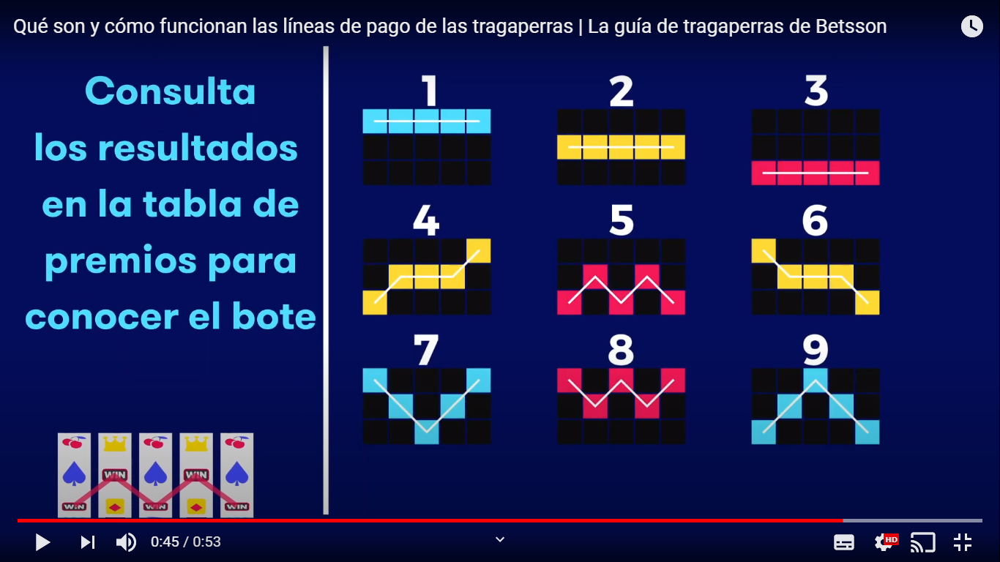 Qué son y cómo funcionan las líneas de pago de las tragaperras | La guía de tragaperras de Betsson
Consulta
los resultados
en la tabla de
premios para
conocer el bote
1 2 3
4 5 6
7 8 9
WIN WIN
WIN WIN WIN
0:45 / 0:53
HD